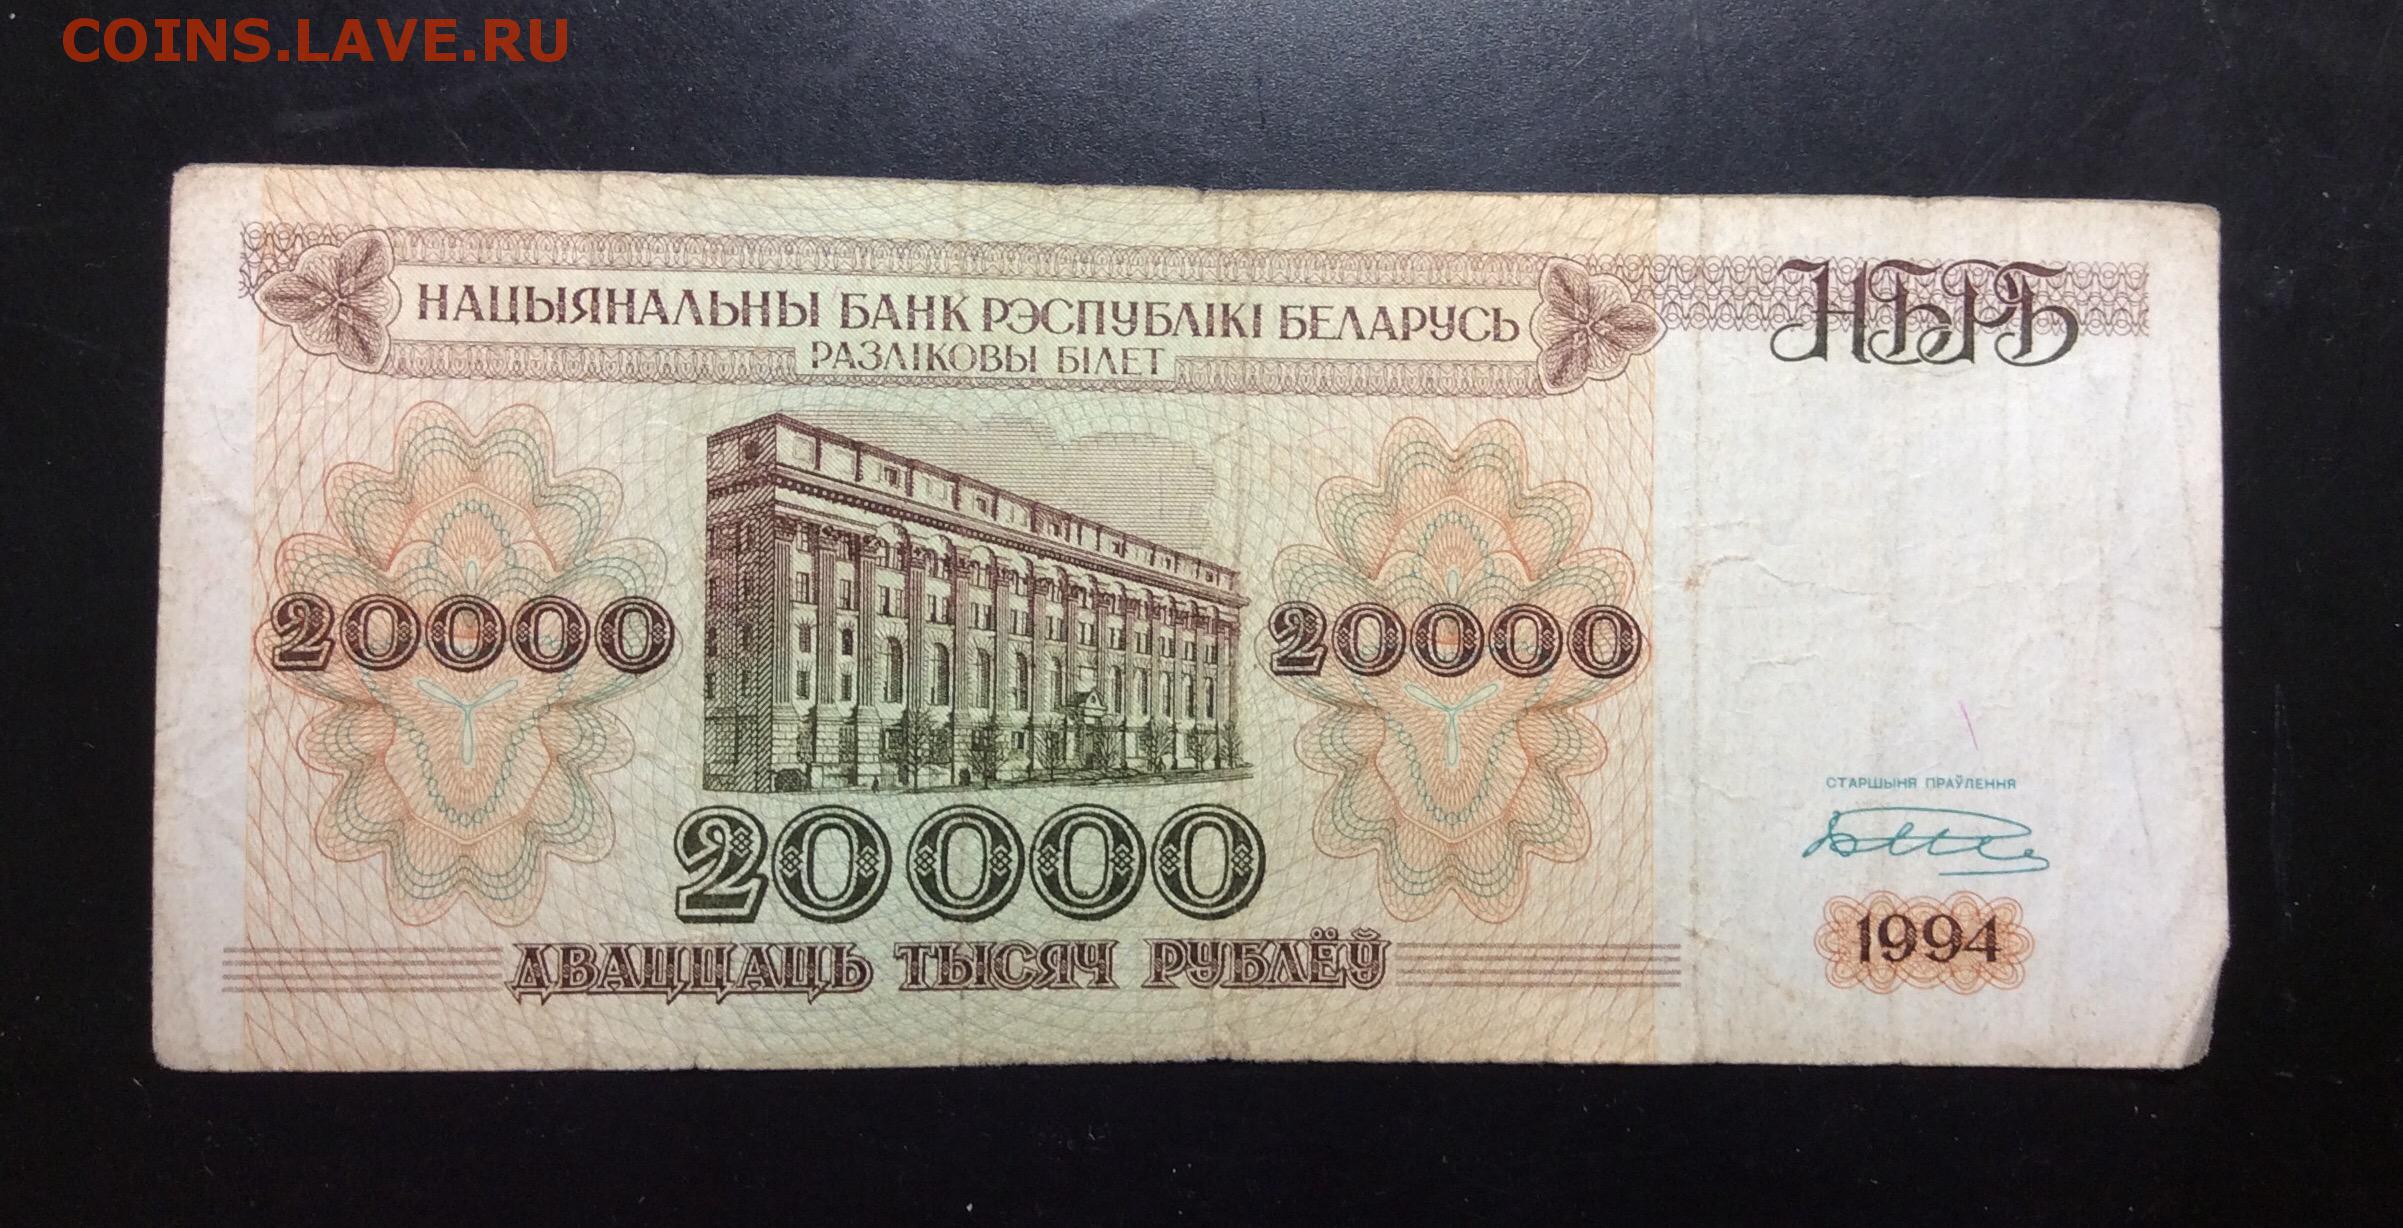 COINS.LAVE.RU
НАЦЫЯНАЛЬНЫ БАНК РЭСПУБЛІКІ БЕЛАРУСЬ
РАЗЛІКОВЫ БІЛЕТ
НБРБ
20000
20000
20000
ДВАЦЦАЦЬ ТЫСЯЧ РУБЛЁЎ
СТАРШЫНЯ ПРАЎЛЕННЯ
1994